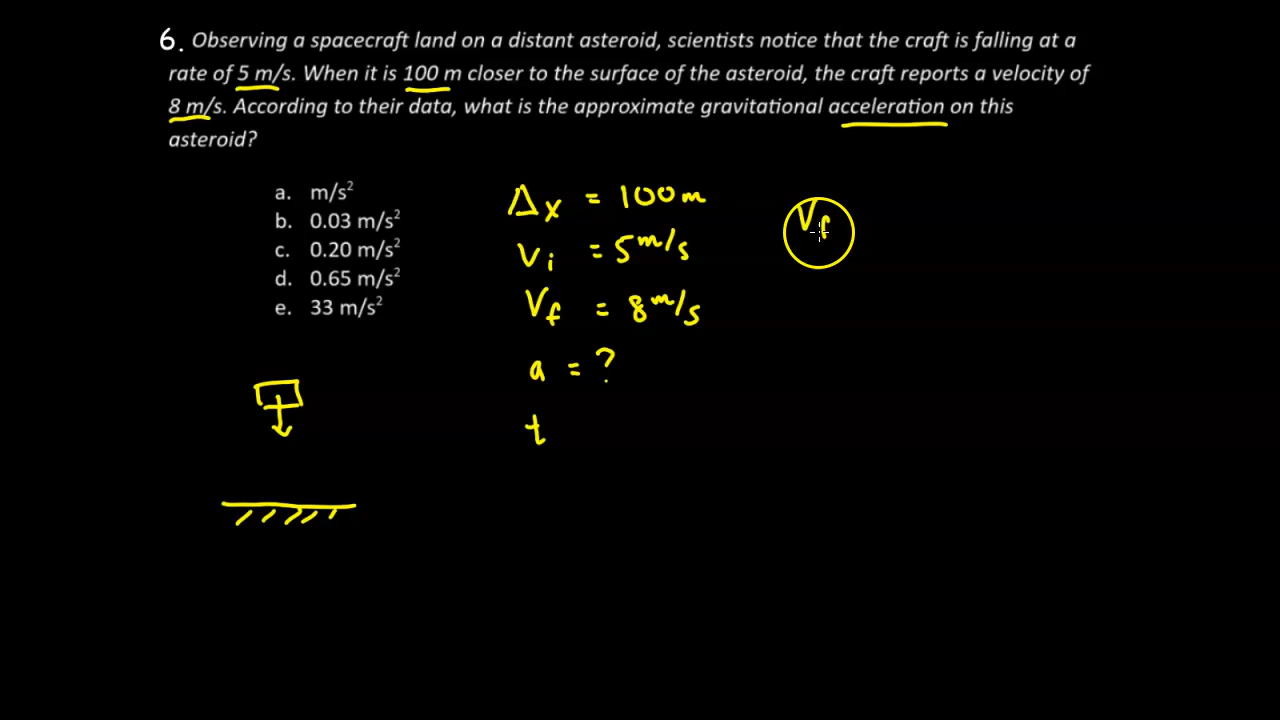 6. Observing a spacecraft land on a distant asteroid, scientists notice that the craft is falling at a
rate of 5 m/s. When it is 100 m closer to the surface of the asteroid, the craft reports a velocity of
8 m/s. According to their data, what is the approximate gravitational acceleration on this
asteroid?
a. m/s²
b. 0.03 m/s²
c. 0.20 m/s²
d. 0.65 m/s²
e. 33 m/s²
Δx = 100m
Vi = 5 m/s
Vf = 8 m/s
a = ?
t
Vf